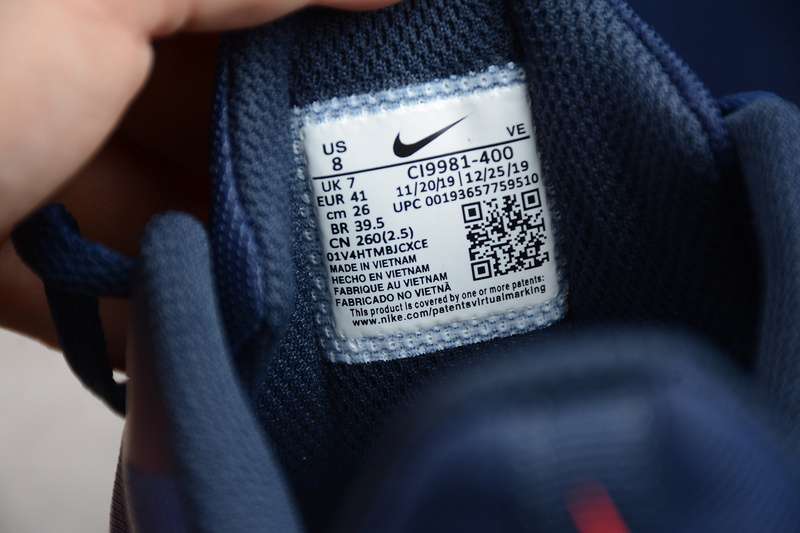 US
8
VE
UK 7
EUR 41
cm 26
BR 39.5
CN 260(2.5)
CI9981-400
11/20/19 | 12/25/19
UPC 00193657759510
01V4HTMBJCXCE
MADE IN VIETNAM
HECHO EN VIETNAM
FABRIQUE AU VIETNAM
FABRICADO NO VIETNÃ
This product is covered by one or more patents:
www.nike.com/patentsvirtualmarking